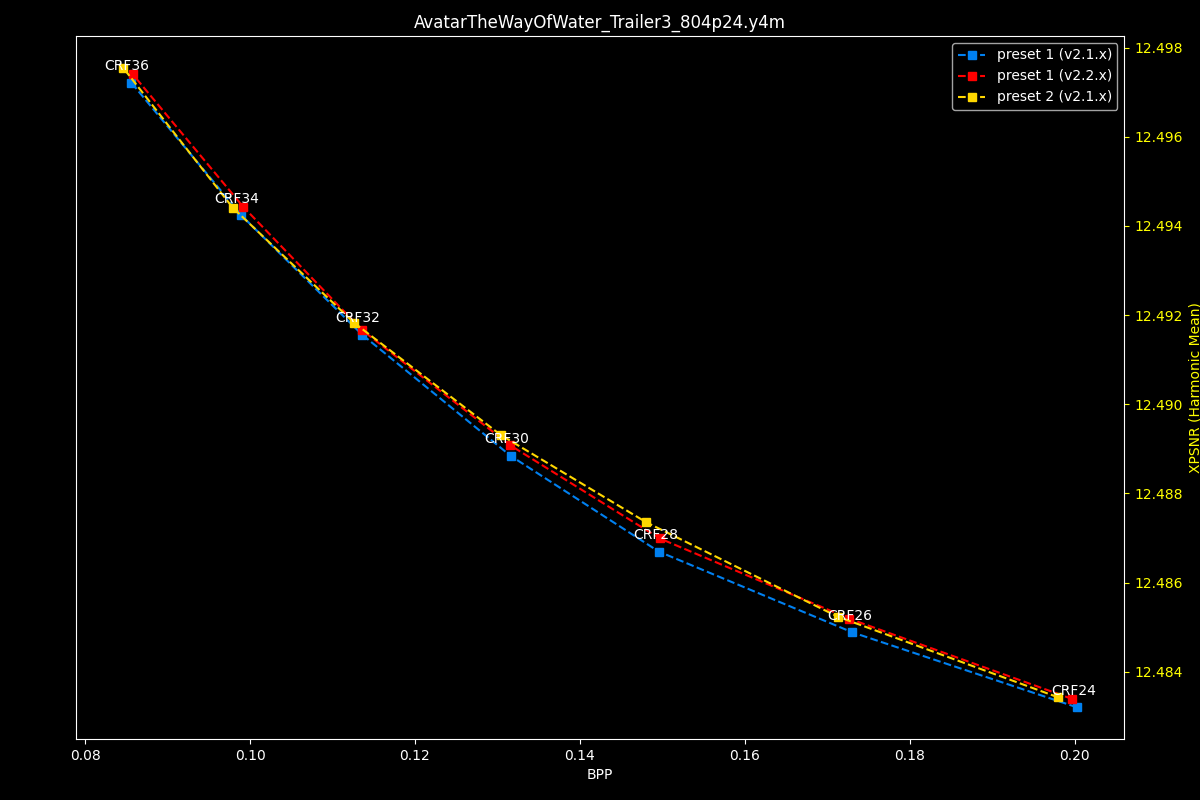 AvatarTheWayOfWater_Trailer3_804p24.y4m
preset 1 (v2.1.x)
preset 1 (v2.2.x)
preset 2 (v2.1.x)
CRF36
CRF34
CRF32
CRF30
CRF28
CRF26
CRF24
12.498
12.496
12.494
12.492
12.490
12.488
12.486
12.484
XPSNR (Harmonic Mean)
0.08
0.10
0.12
0.14
0.16
0.18
0.20
BPP